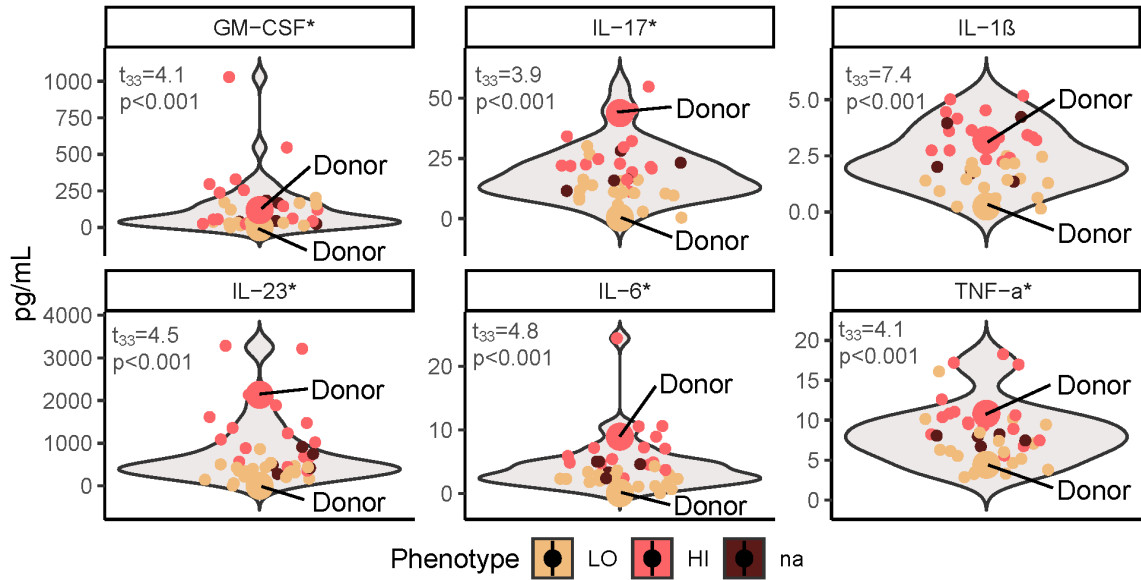 GM−CSF*
IL−17*
IL−1ß
t33=4.1
p<0.001
1000
750
500
250
0
Donor
Donor
t33=3.9
p<0.001
50
25
0
Donor
Donor
t33=7.4
p<0.001
5.0
2.5
0.0
Donor
Donor
pg/mL
IL−23*
IL−6*
TNF−a*
t33=4.5
p<0.001
4000
3000
2000
1000
0
Donor
Donor
t33=4.8
p<0.001
20
10
0
Donor
Donor
t33=4.1
p<0.001
20
15
10
5
0
Donor
Donor
Phenotype LO HI na